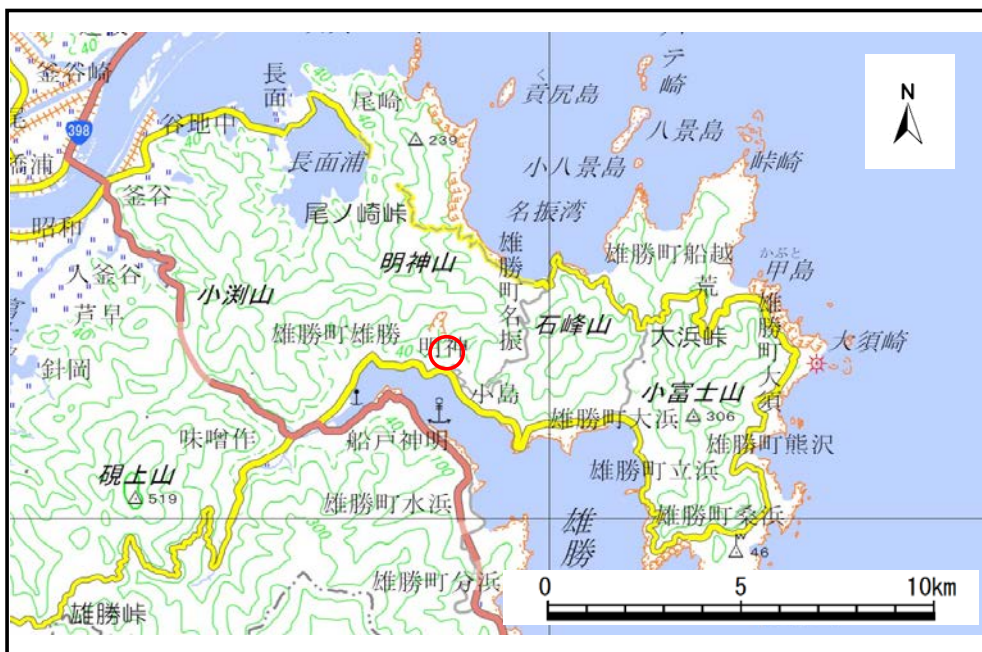 釜谷崎
398
橋浦
昭和
釜谷
谷地中
長面
尾崎
239
長面浦
尾ノ崎峠
明神山
入釜谷
芦早
針岡
小渕山
雄勝町雄勝
明神
40
小島
味噌作
船戸神明
硯上山
519
雄勝町水浜
雄勝町分浜
雄勝峠
く
貢尻島
八景島
小八景島
名振湾
峠崎
雄勝町名振
雄勝町船越
荒
かぶと
甲島
石峰山
大浜峠
雄勝町大須
大須崎
小富士山
306
雄勝町大浜
雄勝町熊沢
雄勝町立浜
雄勝町桑浜
46
雄勝
N
0 5 10km